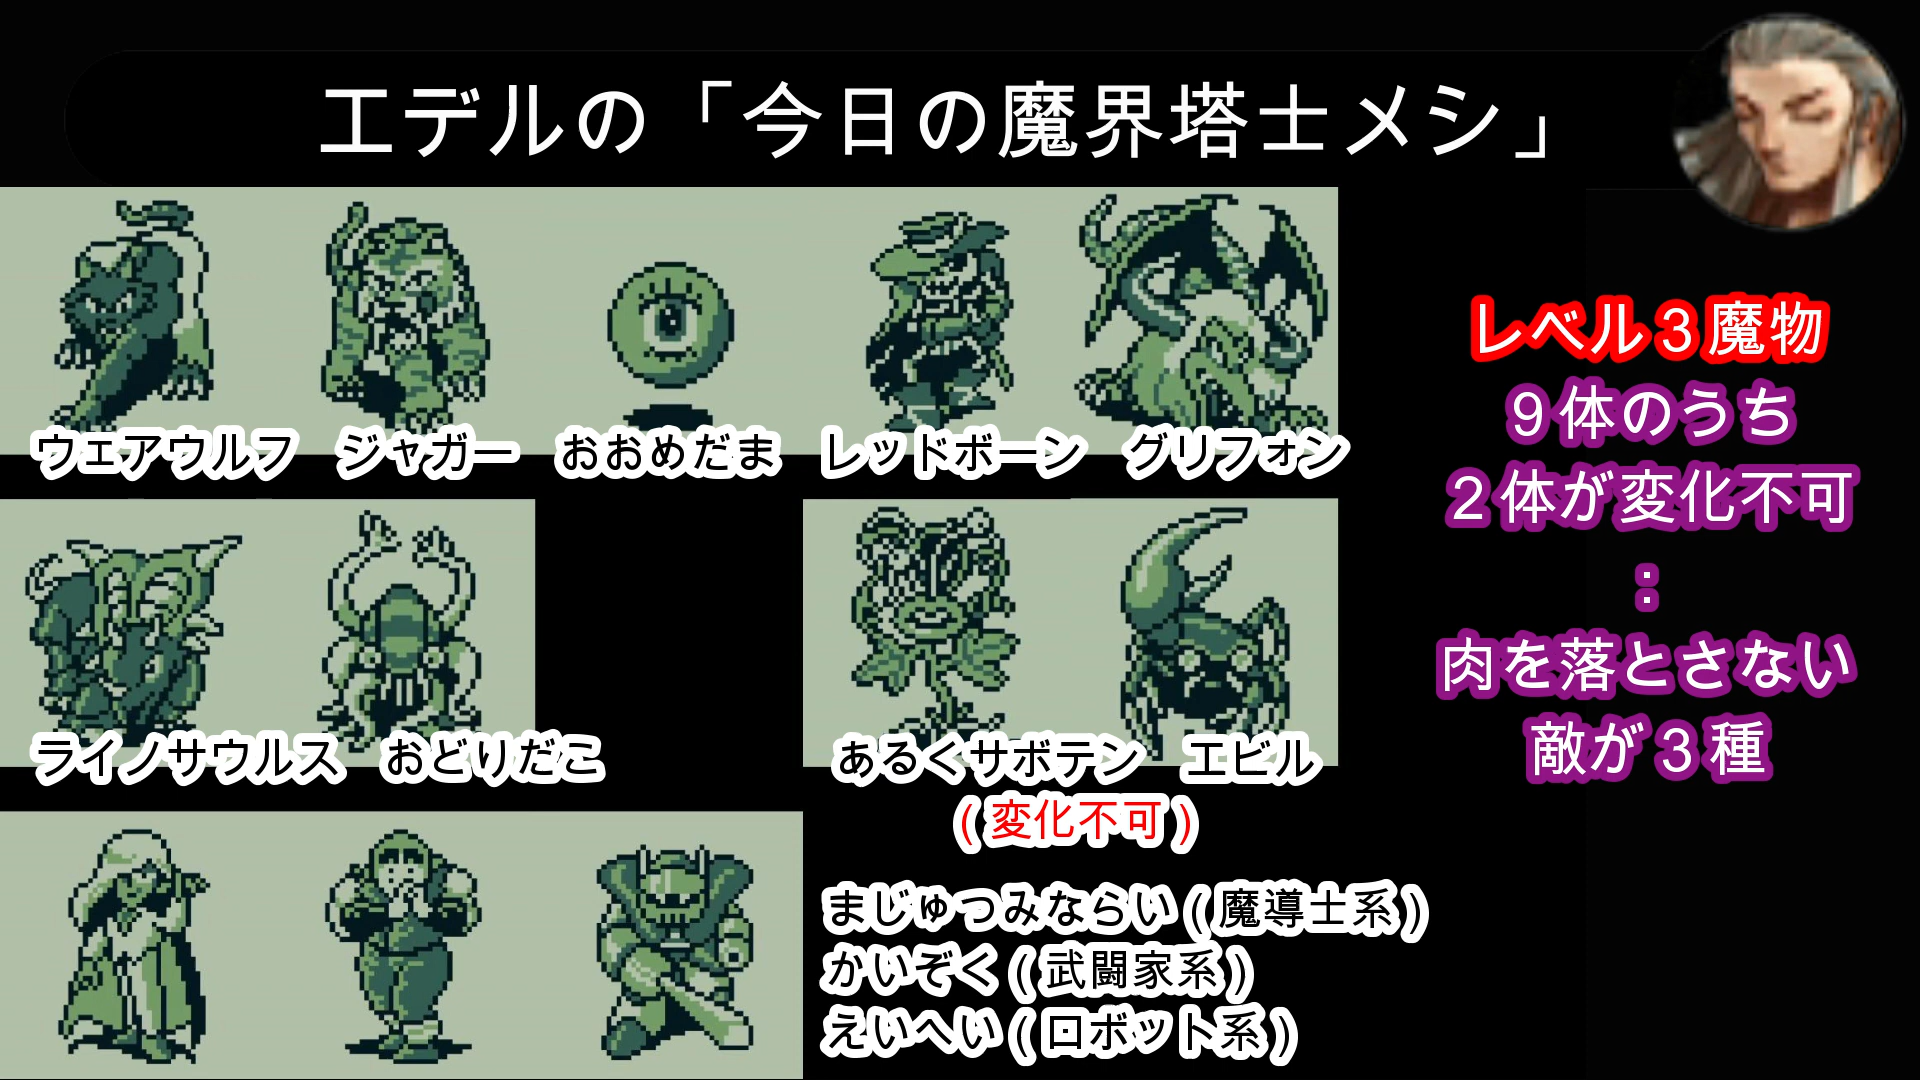 エデルの「今日の魔界塔士メシ」
ウェアウルフ　ジャガー　おおめだま　レッドボーン　グリフォン
レベル３魔物
９体のうち
２体が変化不可
：
肉を落とさない
敵が３種
ライノサウルス　おどりだこ　あるくサボテン　エビル
(変化不可)
まじゅつみならい(魔導士系)
かいぞく(武闘家系)
えいへい(ロボット系)